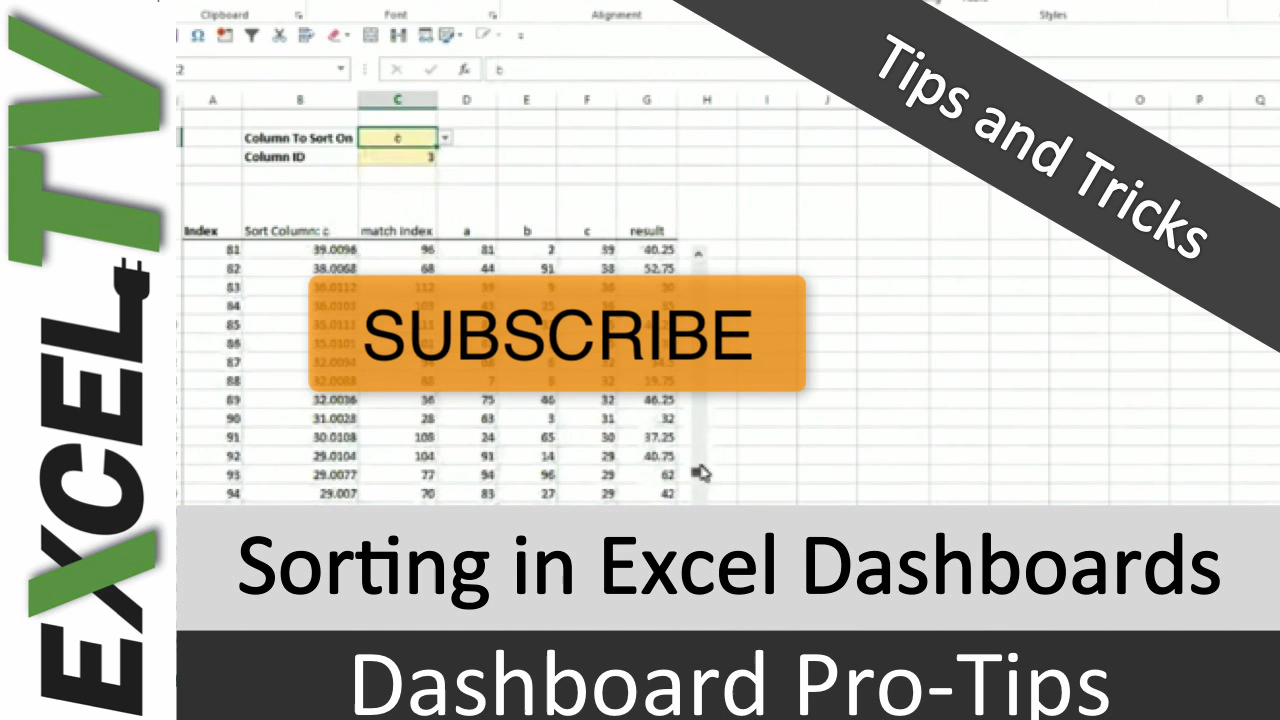 Clipboard Font Alignment Styles
Tips and Tricks
EXCEL TV
fx
A B C D E F G H I J O P Q
Column To Sort On c
Column ID 3
Index Sort Column: c match index a b c result
81 39.0096 96 81 2 39 40.25
82 38.0068 68 44 91 38 52.75
83
84
85
86
87
88
89 32.0036 36 75 46 32 46.25
90 31.0028 28 63 3 31 32
91 30.0108 108 24 65 30 37.25
92 29.0104 104 91 14 29 40.75
93 29.0077 77 94 96 29 62
94 29.007 70 83 27 29 42
SUBSCRIBE
Sorting in Excel Dashboards
Dashboard Pro-Tips